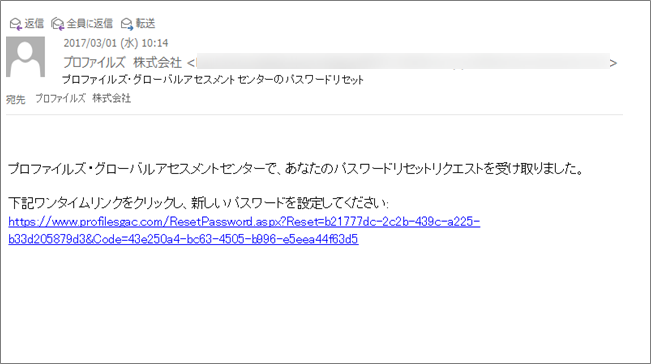 返信 全員に返信 転送
2017/03/01 (水) 10:14
プロファイルズ 株式会社 < >
プロファイルズ・グローバルアセスメントセンターのパスワードリセット
宛先 プロファイルズ 株式会社
プロファイルズ・グローバルアセスメントセンターで、あなたのパスワードリセットリクエストを受け取りました。
下記ワンタイムリンクをクリックし、新しいパスワードを設定してください:
https://www.profilesgac.com/ResetPassword.aspx?Reset=b21777dc-2c2b-439c-a225-
b33d205879d3&Code=43e250a4-bc63-4505-b996-e5eea44f63d5